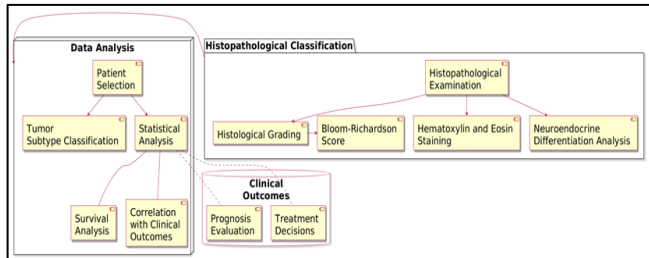 Data Analysis
Patient
Selection
Tumor
Subtype Classification
Statistical
Analysis
Survival
Analysis
Correlation
with Clinical
Outcomes
Histopathological Classification
Histopathological
Examination
Histological Grading
Bloom-Richardson
Score
Hematoxylin and Eosin
Staining
Neuroendocrine
Differentiation Analysis
Clinical
Outcomes
Prognosis
Evaluation
Treatment
Decisions